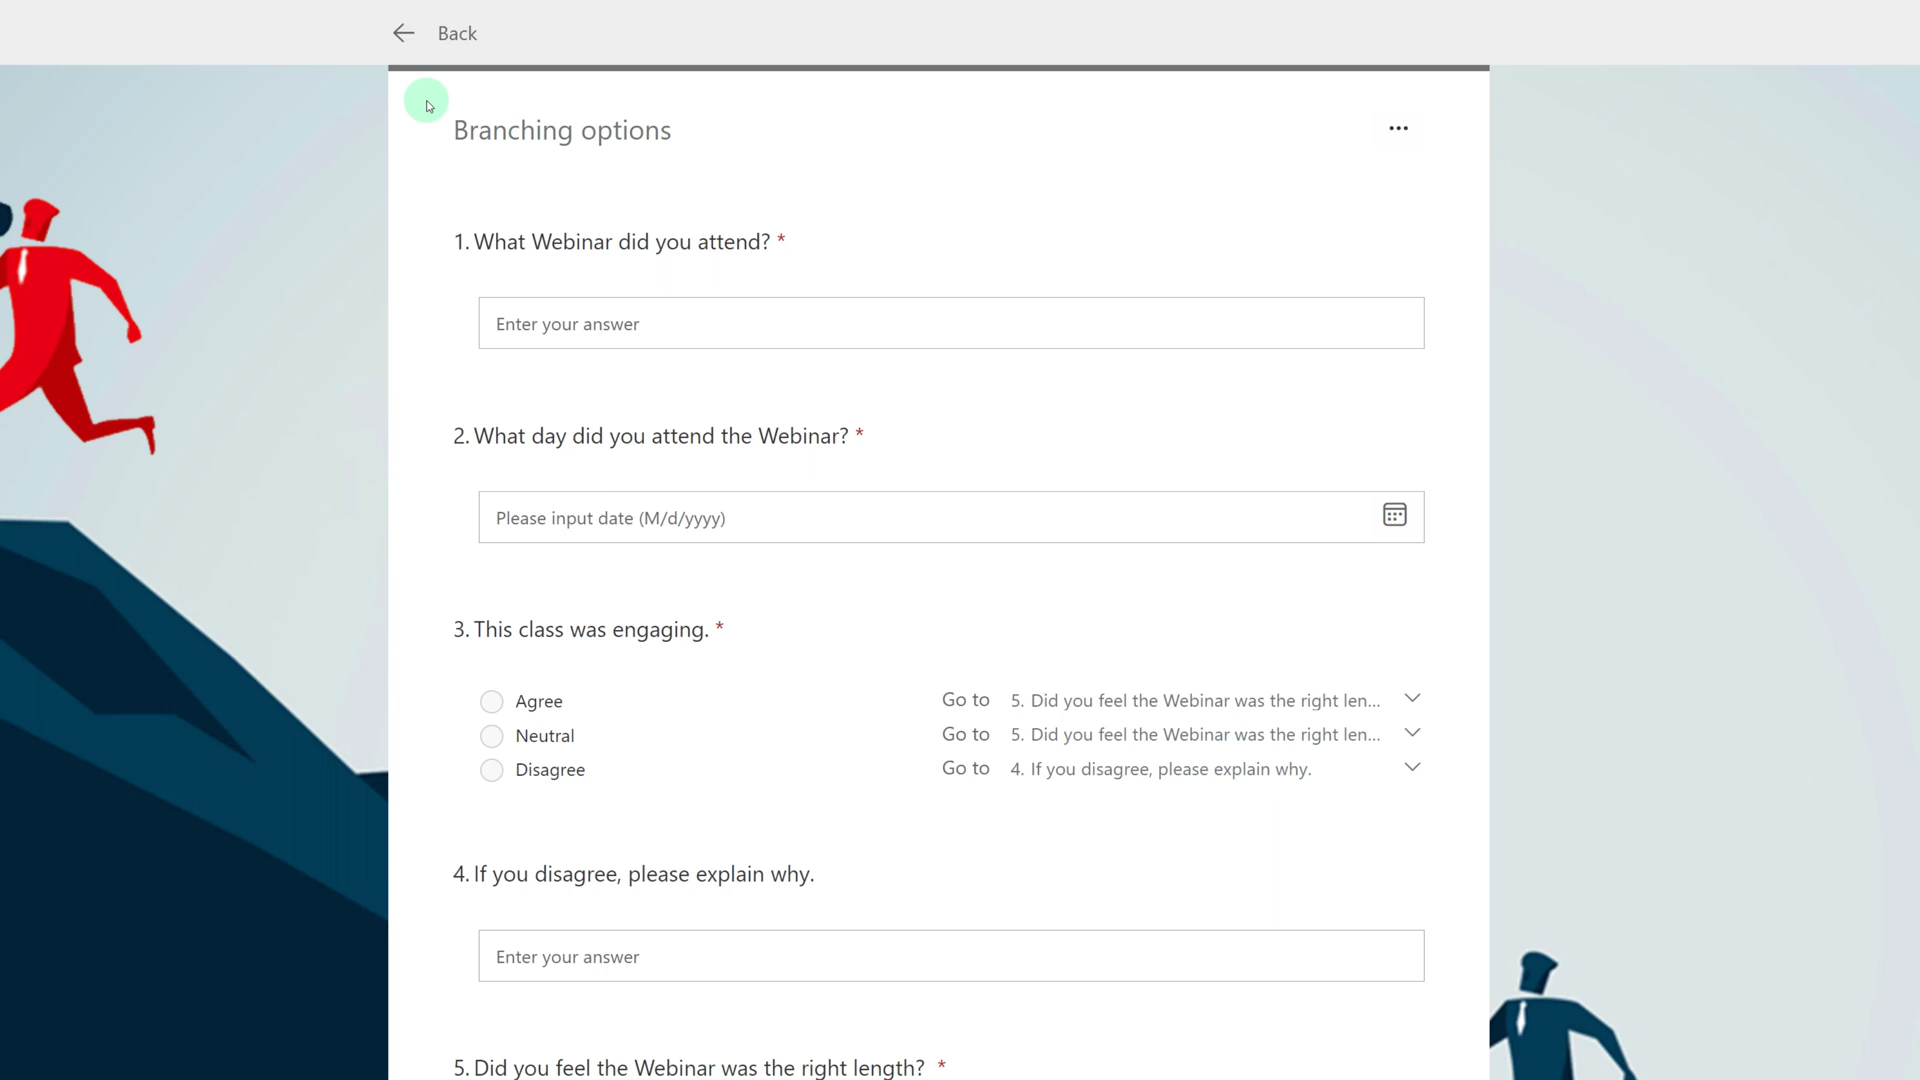 Back
Branching options
1. What Webinar did you attend? *
Enter your answer
2. What day did you attend the Webinar? *
Please input date (M/d/yyyy)
3. This class was engaging. *
Agree Go to 5. Did you feel the Webinar was the right len...
Neutral Go to 5. Did you feel the Webinar was the right len...
Disagree Go to 4. If you disagree, please explain why.
4. If you disagree, please explain why.
Enter your answer
5. Did you feel the Webinar was the right length? *